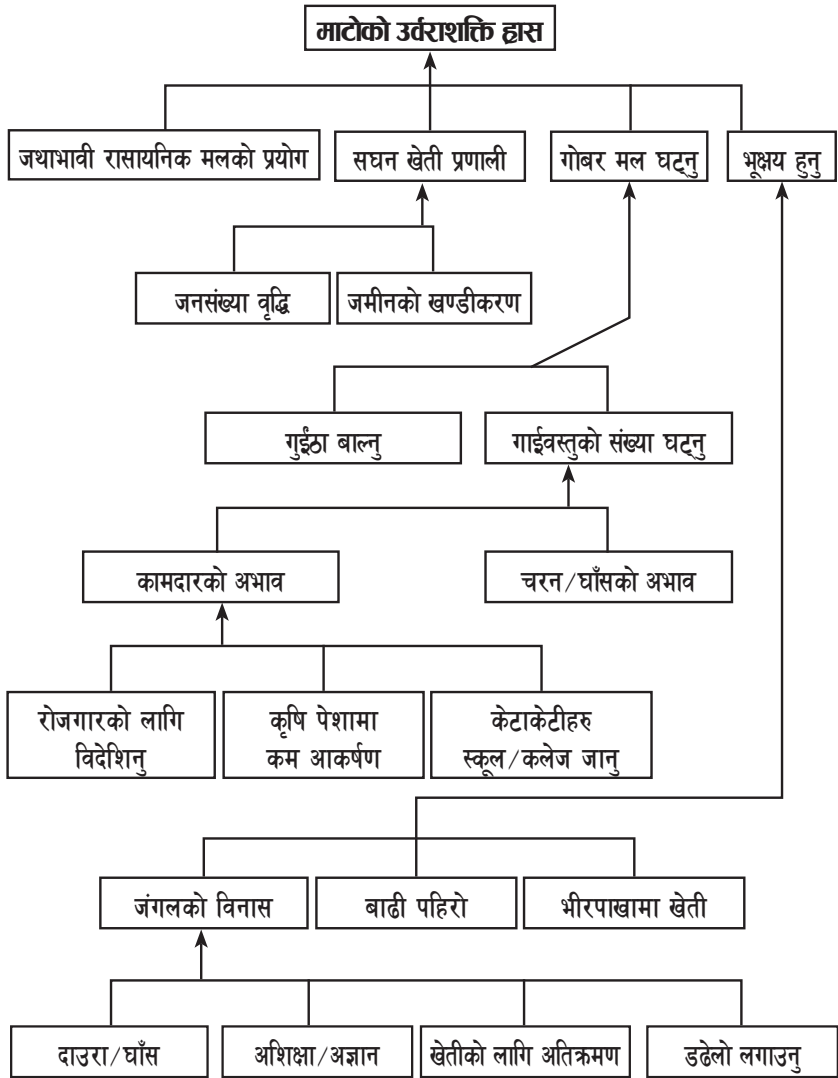 माटोको उर्वराशक्ति ह्रास
जथाभावी रासायनिक मलको प्रयोग
सघन खेती प्रणाली
गोबर मल घट्नु
भूक्षय हुनु
जनसंख्या वृद्धि
जमीनको खण्डीकरण
गुईंठा बाल्नु
गाईवस्तुको संख्या घट्नु
कामदारको अभाव
चरन/घाँसको अभाव
रोजगारको लागि
विदेशिनु
कृषि पेशामा
कम आकर्षण
केटाकेटीहरु
स्कूल/कलेज जानु
जंगलको विनास
बाढी पहिरो
भीरपाखामा खेती
दाउरा/घाँस
अशिक्षा/अज्ञान
खेतीको लागि अतिक्रमण
डढेलो लगाउनु